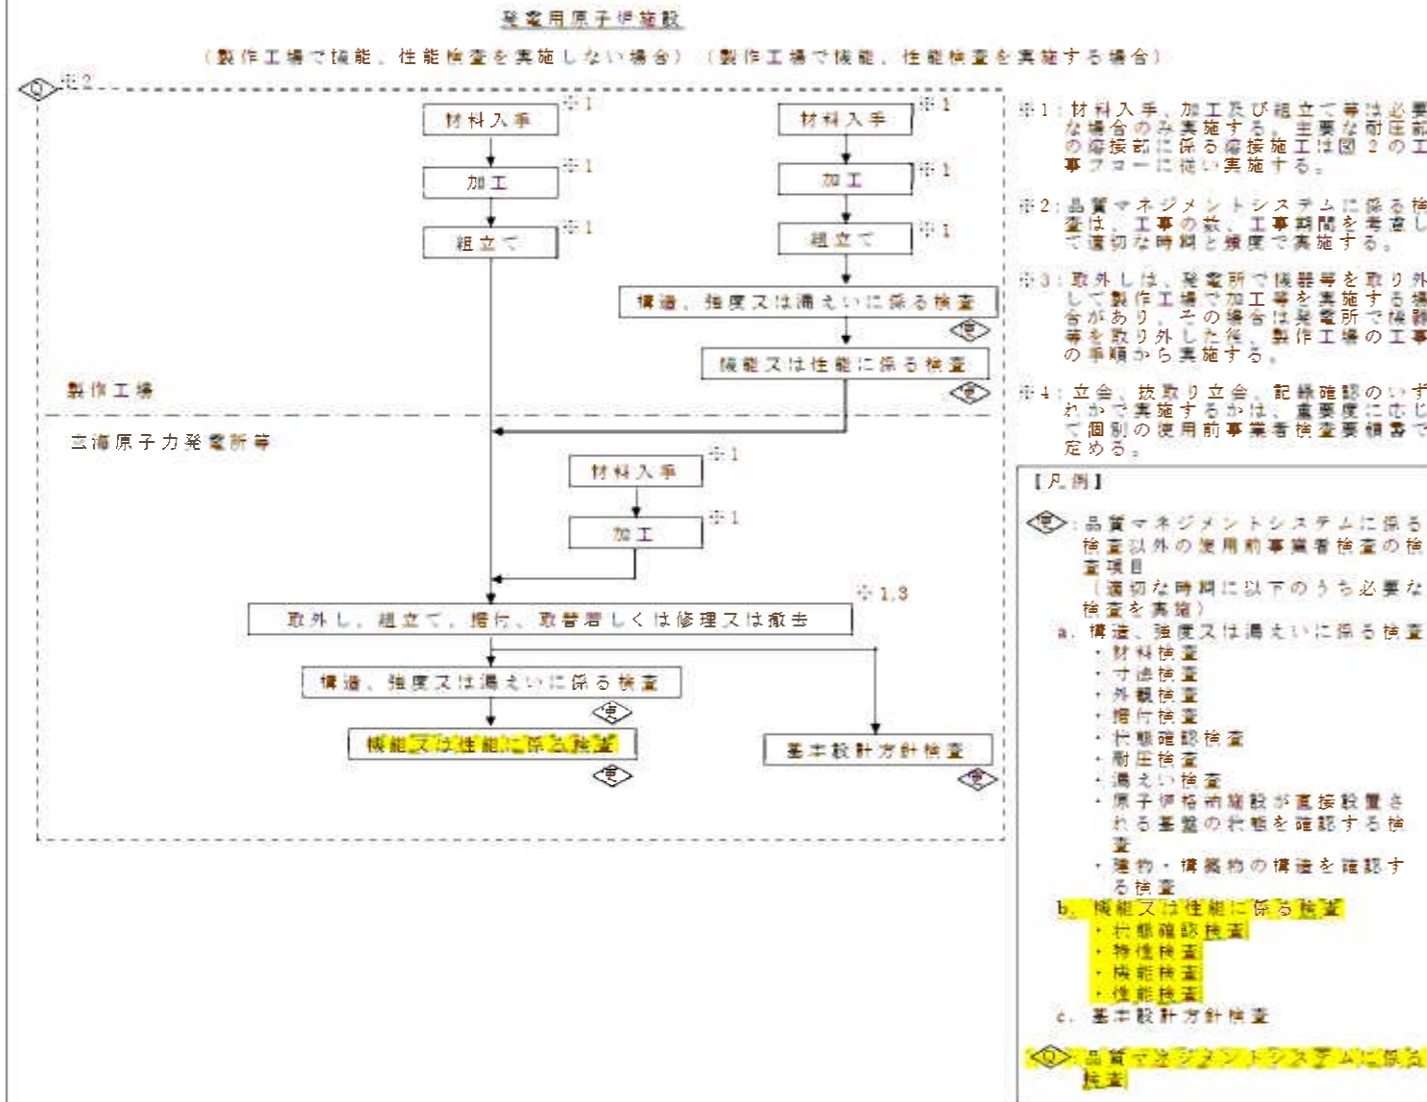 発電用原子炉施設
（製作工場で機能、性能検査を実施しない場合）（製作工場で機能、性能検査を実施する場合）
Q ※2
材料入手 ※1
加工 ※1
組立て ※1
材料入手 ※1
加工 ※1
組立て ※1
構造、強度又は漏えいに係る検査
使
機能又は性能に係る検査
使
製作工場
玄海原子力発電所等
材料入手 ※1
加工 ※1
※1,3
取外し、組立て、据付、取替若しくは修理又は撤去
構造、強度又は漏えいに係る検査
使
機能又は性能に係る検査
使
基本設計方針検査
使
※1：材料入手、加工及び組立て等は必要
な場合のみ実施する。主要な耐圧部
の溶接部に係る溶接施工は図2の工
事フローに従い実施する。
※2：品質マネジメントシステムに係る検
査は、工事の数、工事期間を考慮し
て適切な時期と頻度で実施する。
※3：取外しは、発電所で機器等を取り外
して製作工場で加工等を実施する場
合があり、その場合は発電所で機器
等を取り外した後、製作工場の工事
の手順から実施する。
※4：立会、抜取り立会、記録確認のいず
れかで実施するかは、重要度に応じ
て個別の使用前事業者検査要領書で
定める。
【凡例】
使：品質マネジメントシステムに係る
検査以外の使用前事業者検査の検
査項目
（適切な時期に以下のうち必要な
検査を実施）
a. 構造、強度又は漏えいに係る検査
・材料検査
・寸法検査
・外観検査
・据付検査
・状態確認検査
・耐圧検査
・漏えい検査
・原子炉格納施設が直接設置さ
れる基盤の状態を確認する検
査
・建物・構築物の構造を確認す
る検査
b. 機能又は性能に係る検査
・状態確認検査
・特性検査
・機能検査
・性能検査
c. 基本設計方針検査
Q：品質マネジメントシステムに係る
検査